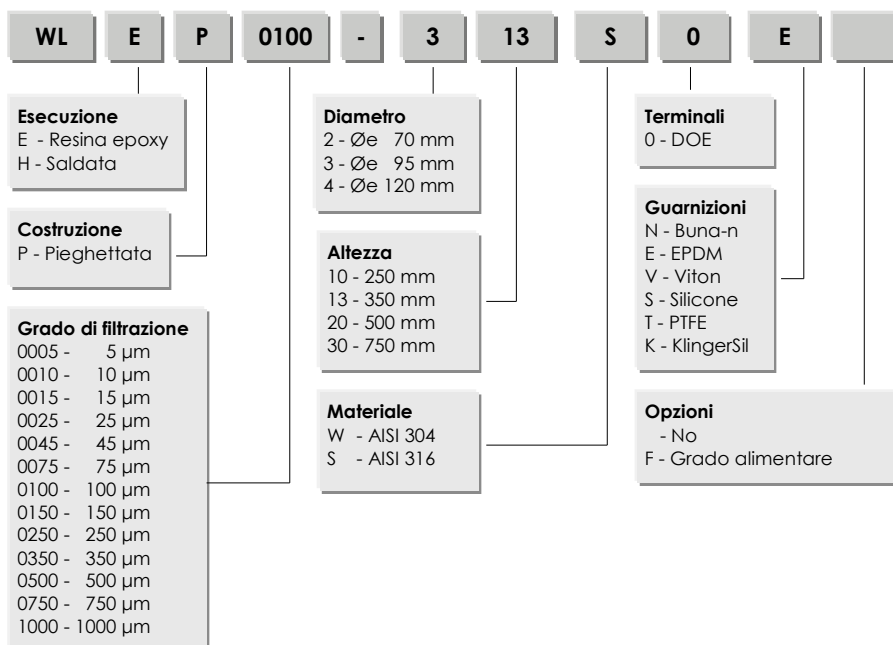 WL E P 0100 - 3 13 S 0 E
Esecuzione
E - Resina epoxy
H - Saldata
Costruzione
P - Pieghettata
Grado di filtrazione
0005 - 5 µm
0010 - 10 µm
0015 - 15 µm
0025 - 25 µm
0045 - 45 µm
0075 - 75 µm
0100 - 100 µm
0150 - 150 µm
0250 - 250 µm
0350 - 350 µm
0500 - 500 µm
0750 - 750 µm
1000 - 1000 µm
Diametro
2 - Øe 70 mm
3 - Øe 95 mm
4 - Øe 120 mm
Altezza
10 - 250 mm
13 - 350 mm
20 - 500 mm
30 - 750 mm
Materiale
W - AISI 304
S - AISI 316
Terminali
0 - DOE
Guarnizioni
N - Buna-n
E - EPDM
V - Viton
S - Silicone
T - PTFE
K - KlingerSil
Opzioni
- No
F - Grado alimentare